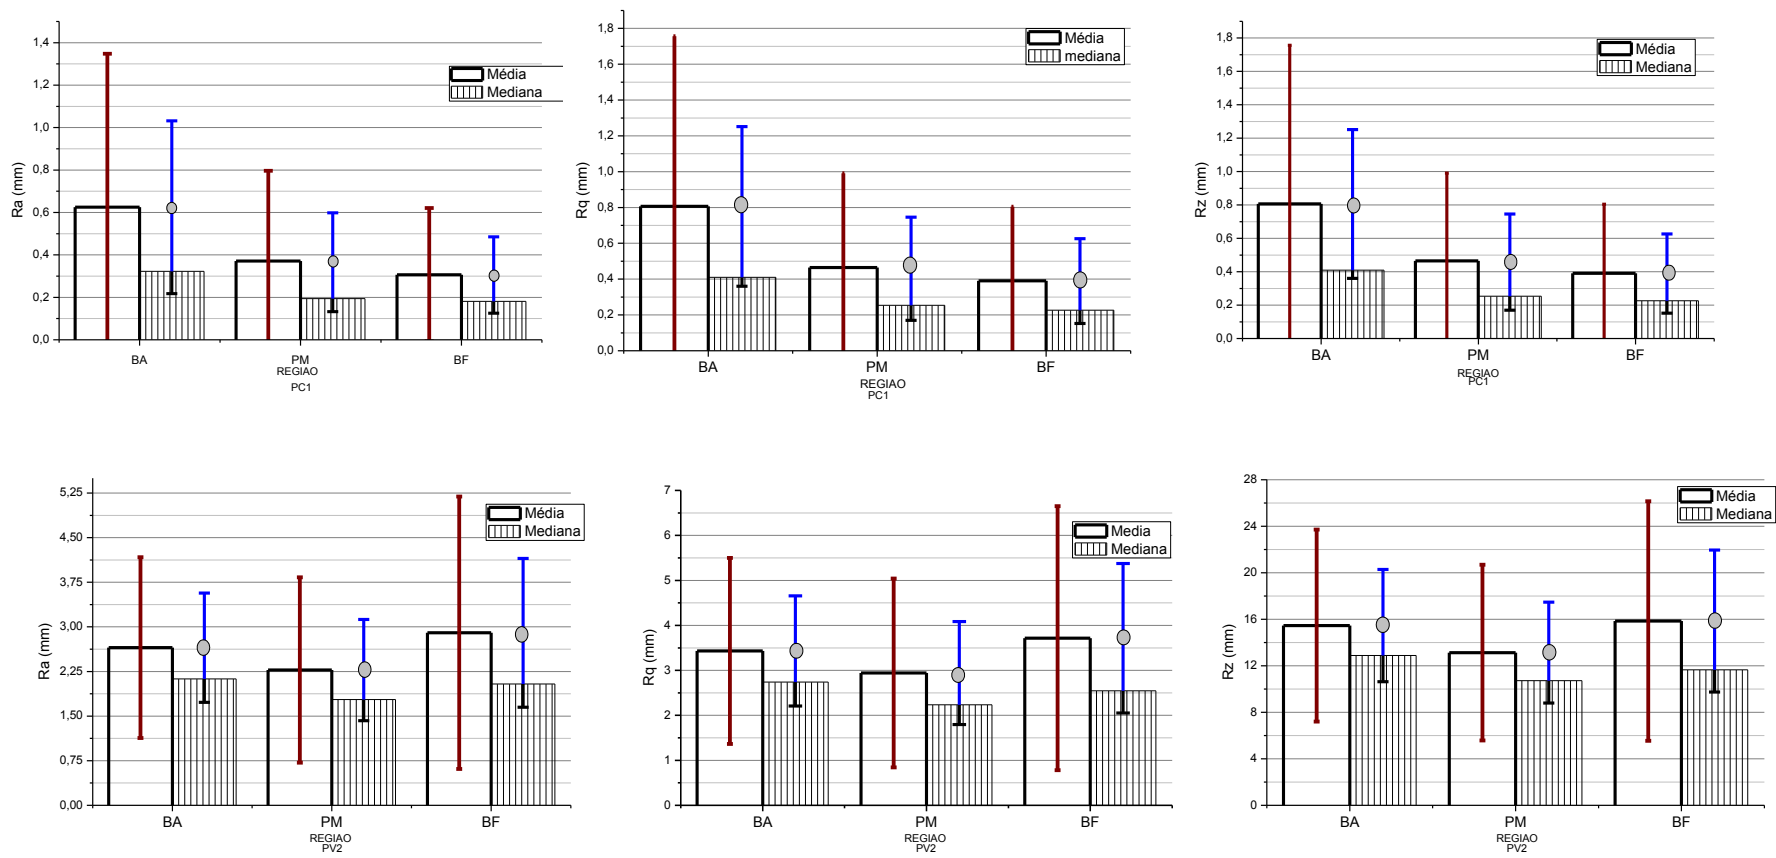 Ra (mm)
1,4
1,2
1,0
0,8
0,6
0,4
0,2
0,0
Média
Mediana
BA PM BF
REGIAO
PC1
Rq (mm)
1,8
1,6
1,4
1,2
1,0
0,8
0,6
0,4
0,2
0,0
Média
mediana
BA PM BF
REGIAO
PC1
Rz (mm)
1,8
1,6
1,4
1,2
1,0
0,8
0,6
0,4
0,2
0,0
Média
Mediana
BA PM BF
REGIAO
PC1
Ra (mm)
5,25
4,50
3,75
3,00
2,25
1,50
0,75
0,00
Média
Mediana
BA PM BF
REGIAO
PV2
Rq (mm)
7
6
5
4
3
2
1
0
Media
Mediana
BA PM BF
REGIAO
PV2
Rz (mm)
28
24
20
16
12
8
4
0
Média
Mediana
BA PM BF
REGIAO
PV2